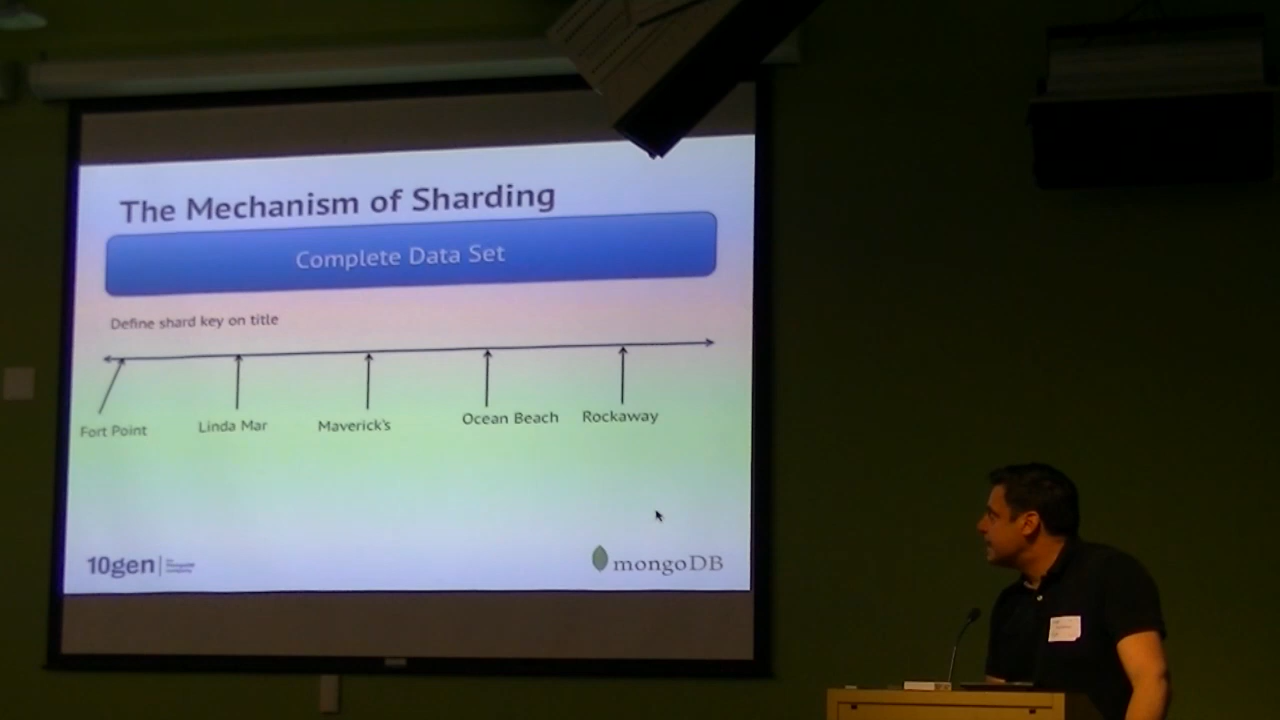 The Mechanism of Sharding
Complete Data Set
Define shard key on title
Fort Point
Linda Mar
Maverick's
Ocean Beach
Rockaway
10gen
mongoDB